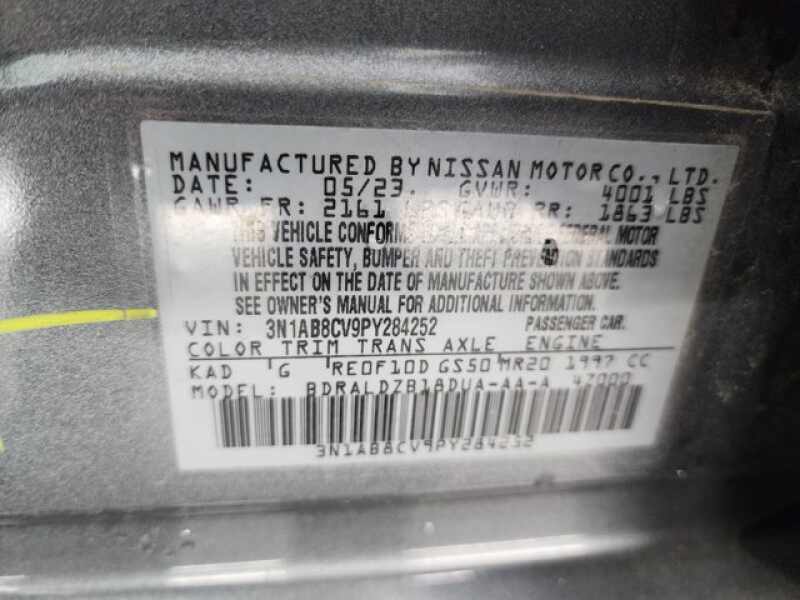 MANUFACTURED BY NISSAN MOTOR CO., LTD.
DATE: 05/23. GVWR: 4001 LBS
GAWR FR: 2161 LBS GAWR RR: 1863 LBS
THIS VEHICLE CONFORMS FEDERAL MOTOR
VEHICLE SAFETY, BUMPER AND THEFT PREVENTION STANDARDS
IN EFFECT ON THE DATE OF MANUFACTURE SHOWN ABOVE.
SEE OWNER'S MANUAL FOR ADDITIONAL INFORMATION.
VIN: 3N1AB8CV9PY284252 PASSENGER CAR.
COLOR TRIM TRANS AXLE ENGINE
KAD G RE0F10D GS50 MR20 1997 CC
MODEL: BDRALDZB18DUA-AA-A 47000
3N1AB8CV9PY284252